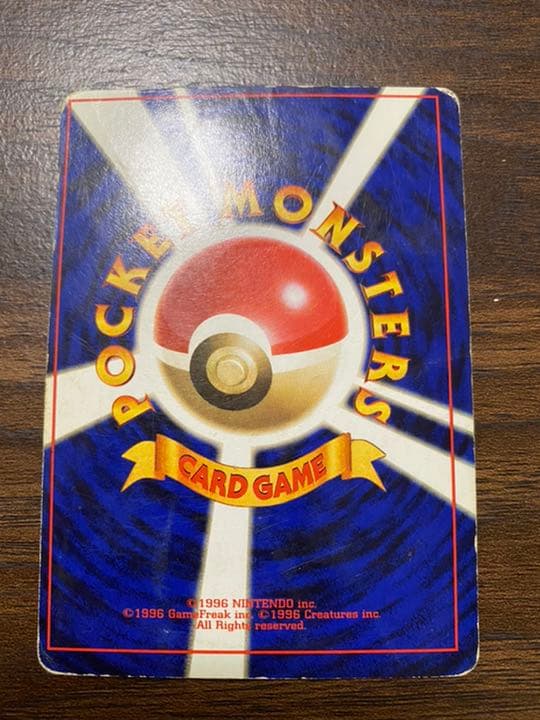 POCKET MONSTERS
CARD GAME
©1996 NINTENDO inc.
©1996 GameFreak inc. ©1996 Creatures inc.
All Rights reserved.